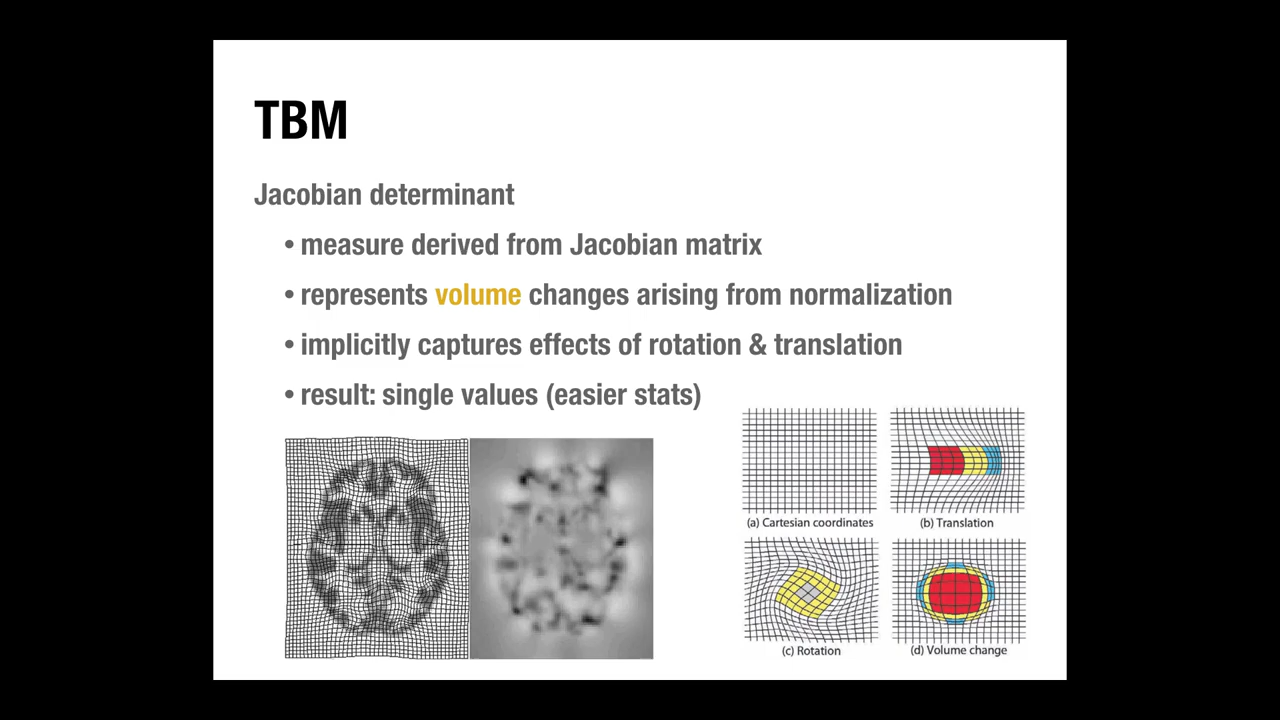 TBM
Jacobian determinant
• measure derived from Jacobian matrix
• represents volume changes arising from normalization
• implicitly captures effects of rotation & translation
• result: single values (easier stats)
(a) Cartesian coordinates
(b) Translation
(c) Rotation
(d) Volume change